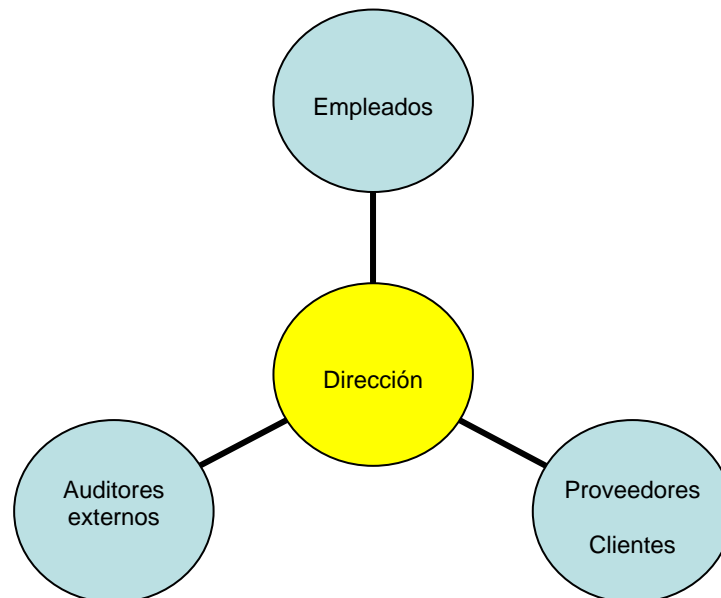 Empleados
Dirección
Auditores
externos
Proveedores
Clientes